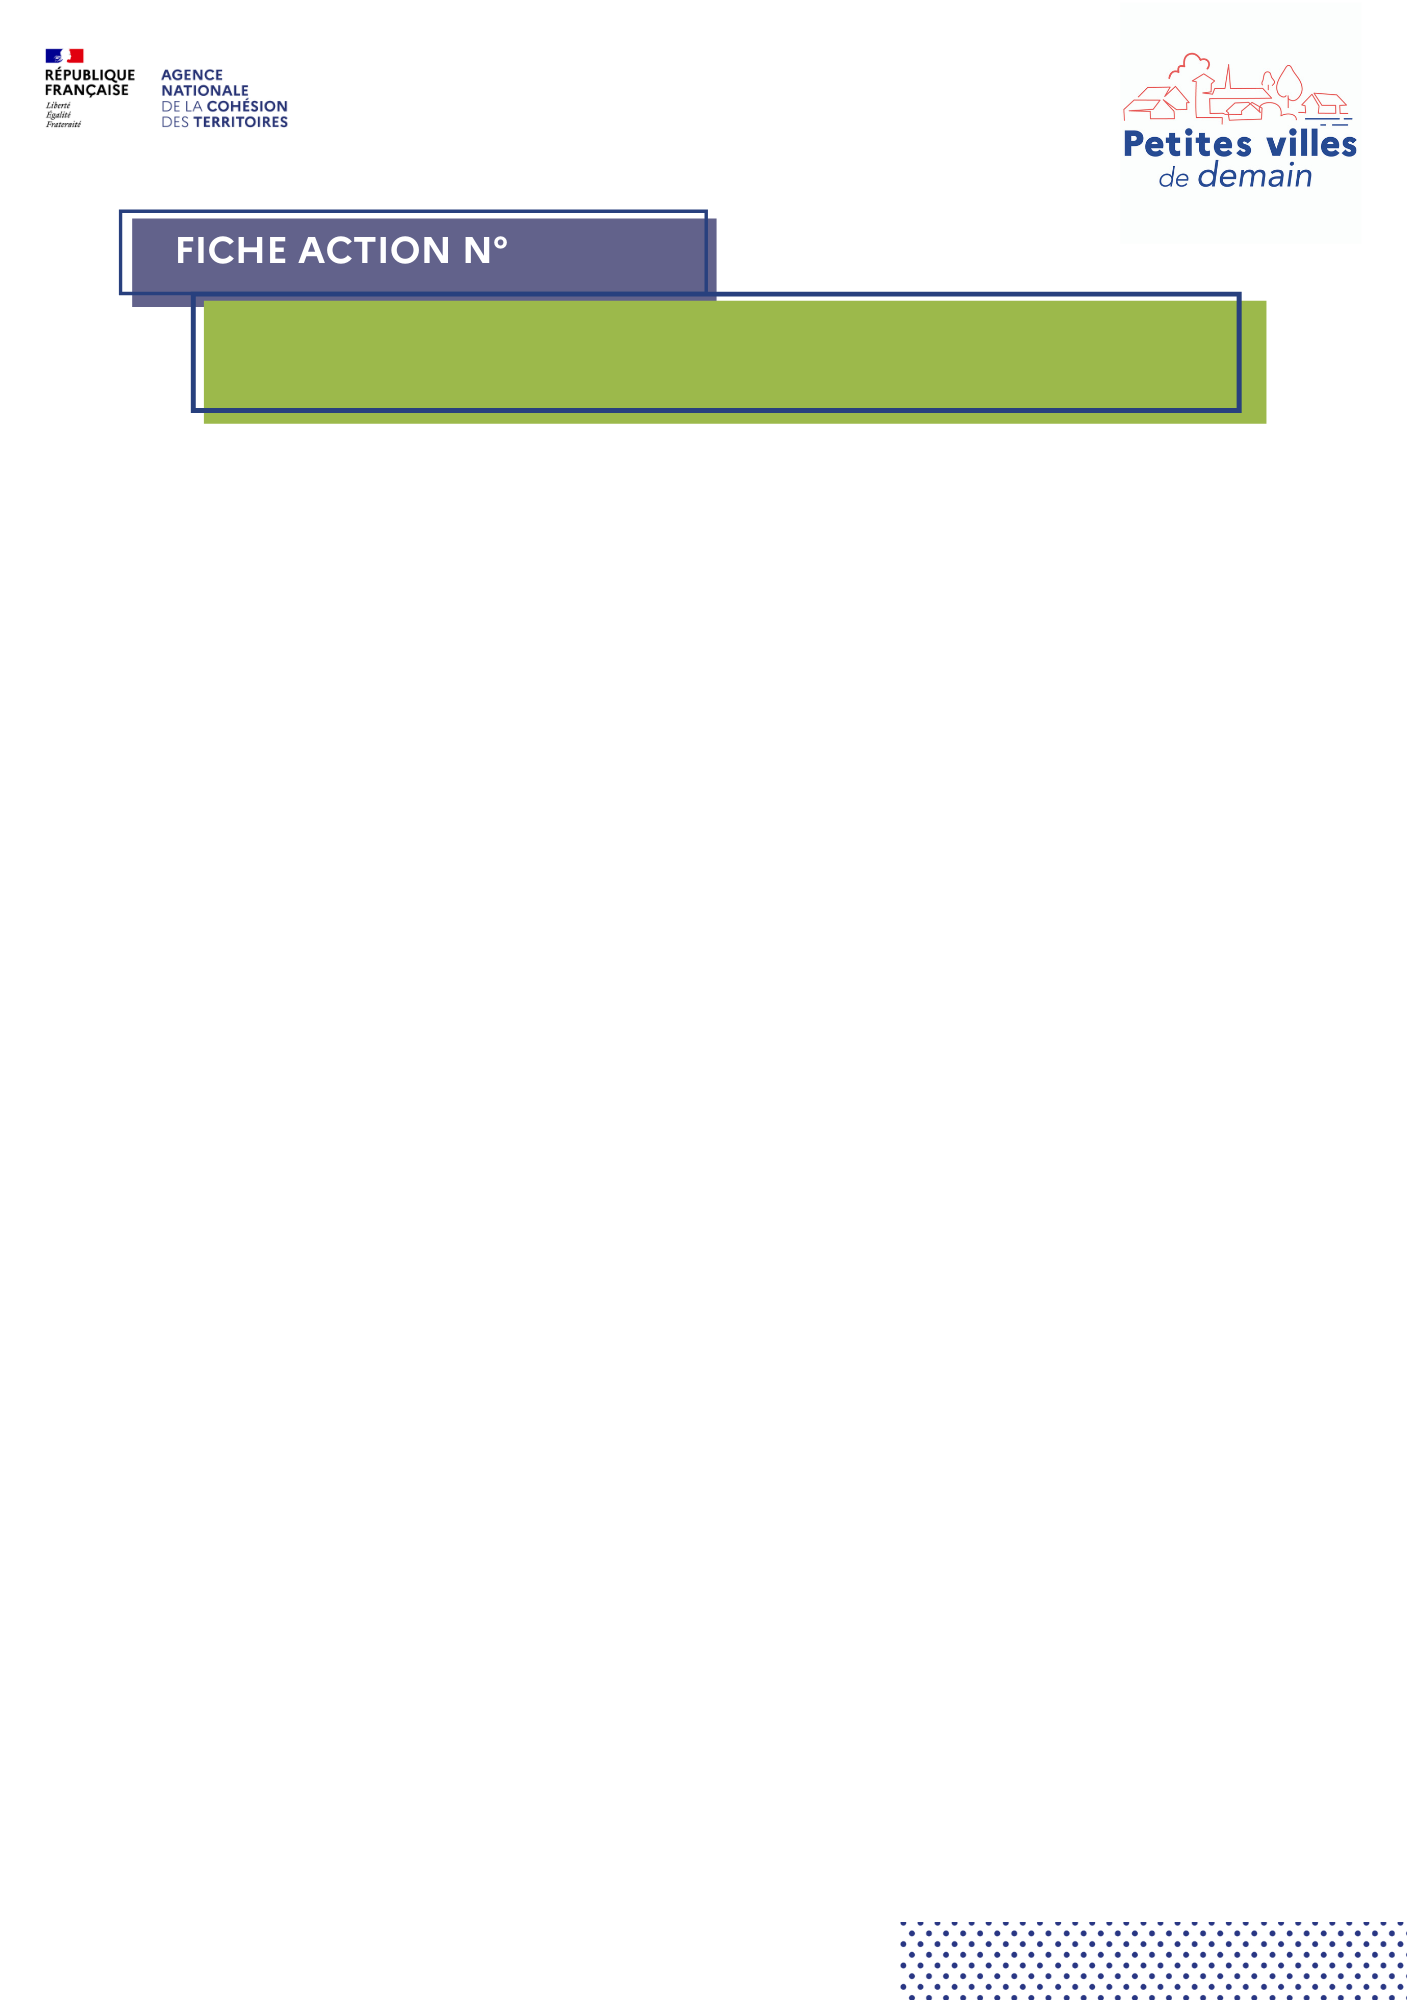 RÉPUBLIQUE
FRANÇAISE
Liberté
Égalité
Fraternité
AGENCE
NATIONALE
DE LA COHÉSION
DES TERRITOIRES
Petites villes
de demain
FICHE ACTION N°